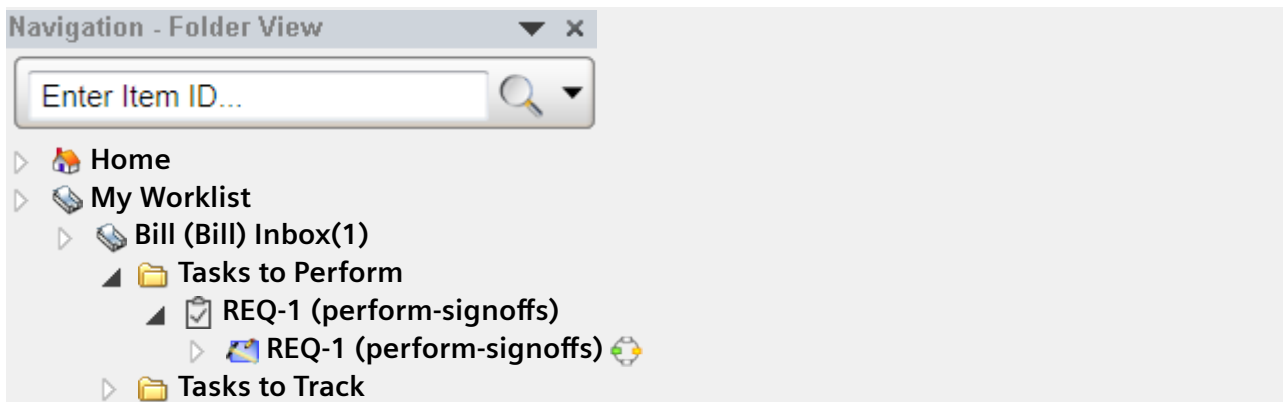 Navigation - Folder View
Enter Item ID...
Home
My Worklist
Bill (Bill) Inbox(1)
Tasks to Perform
REQ-1 (perform-signoffs)
REQ-1 (perform-signoffs)
Tasks to Track